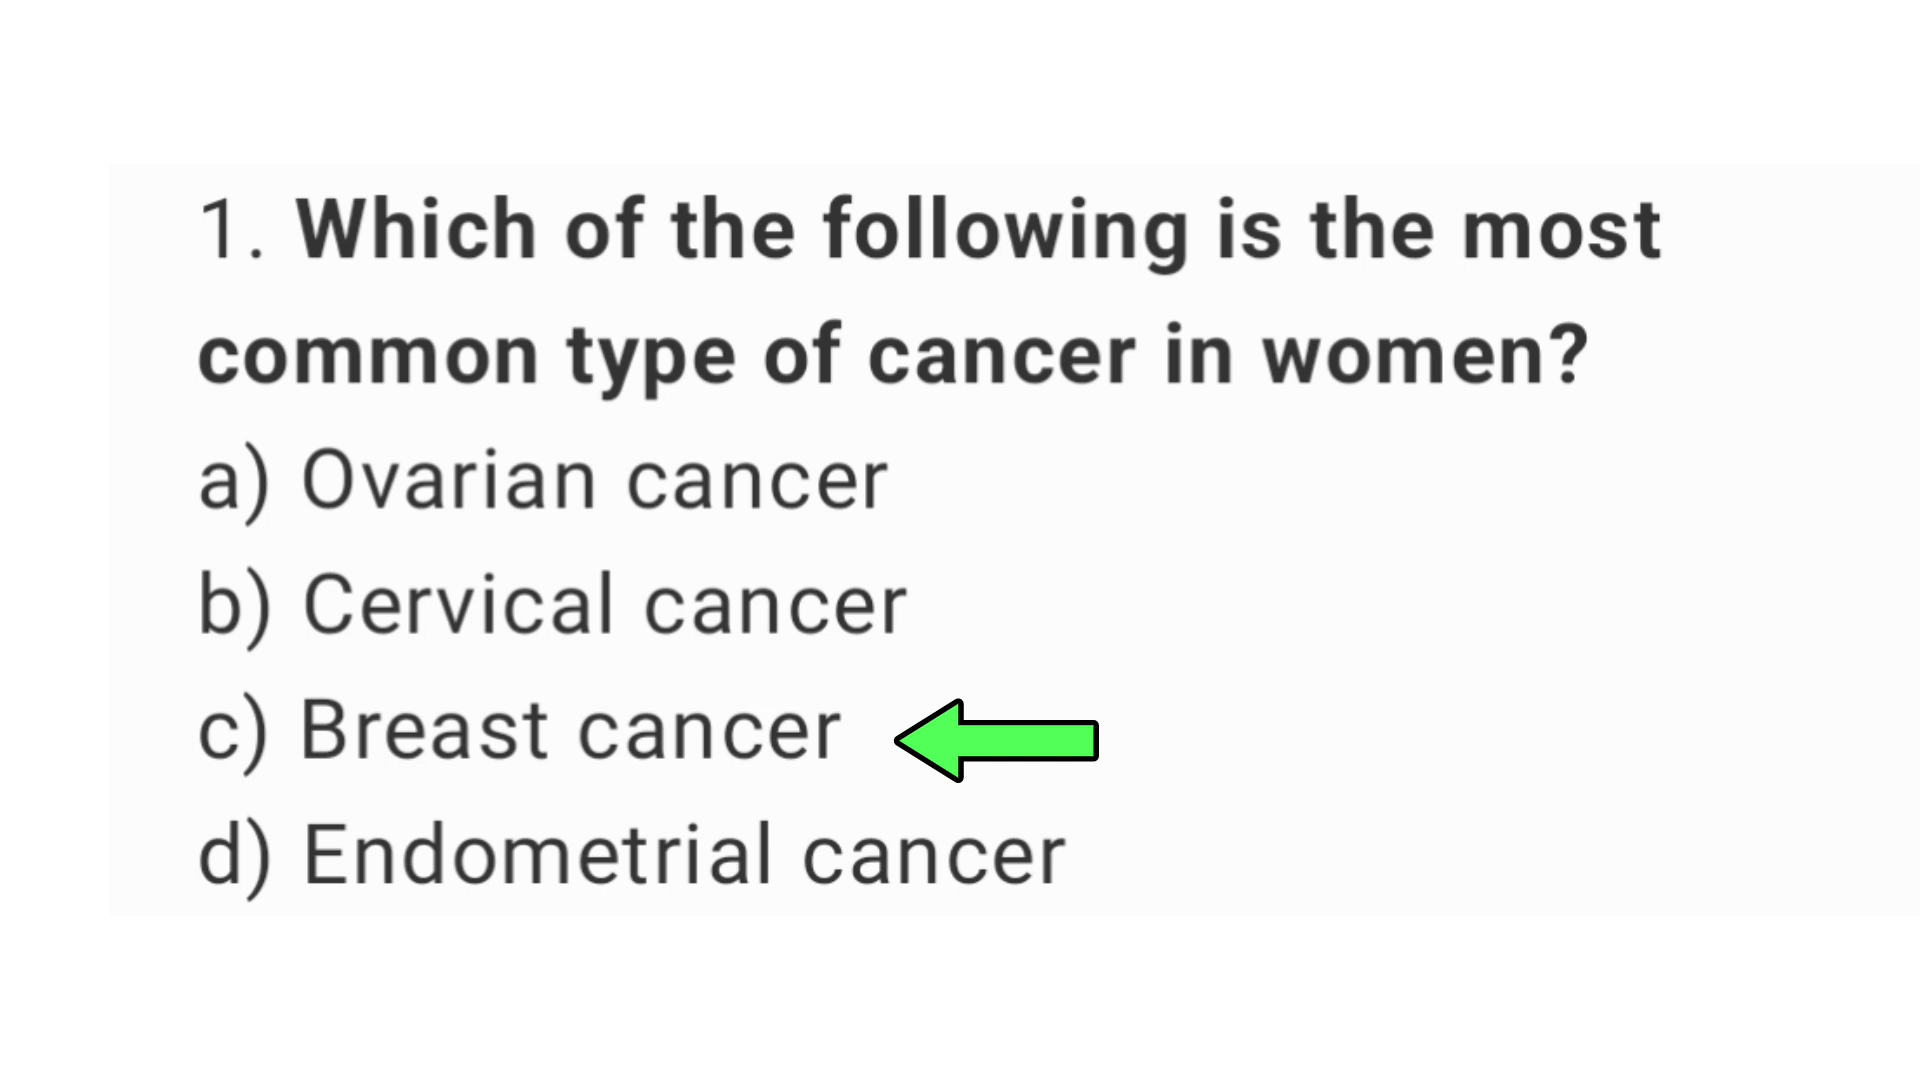 1. Which of the following is the most
common type of cancer in women?
a) Ovarian cancer
b) Cervical cancer
c) Breast cancer
d) Endometrial cancer